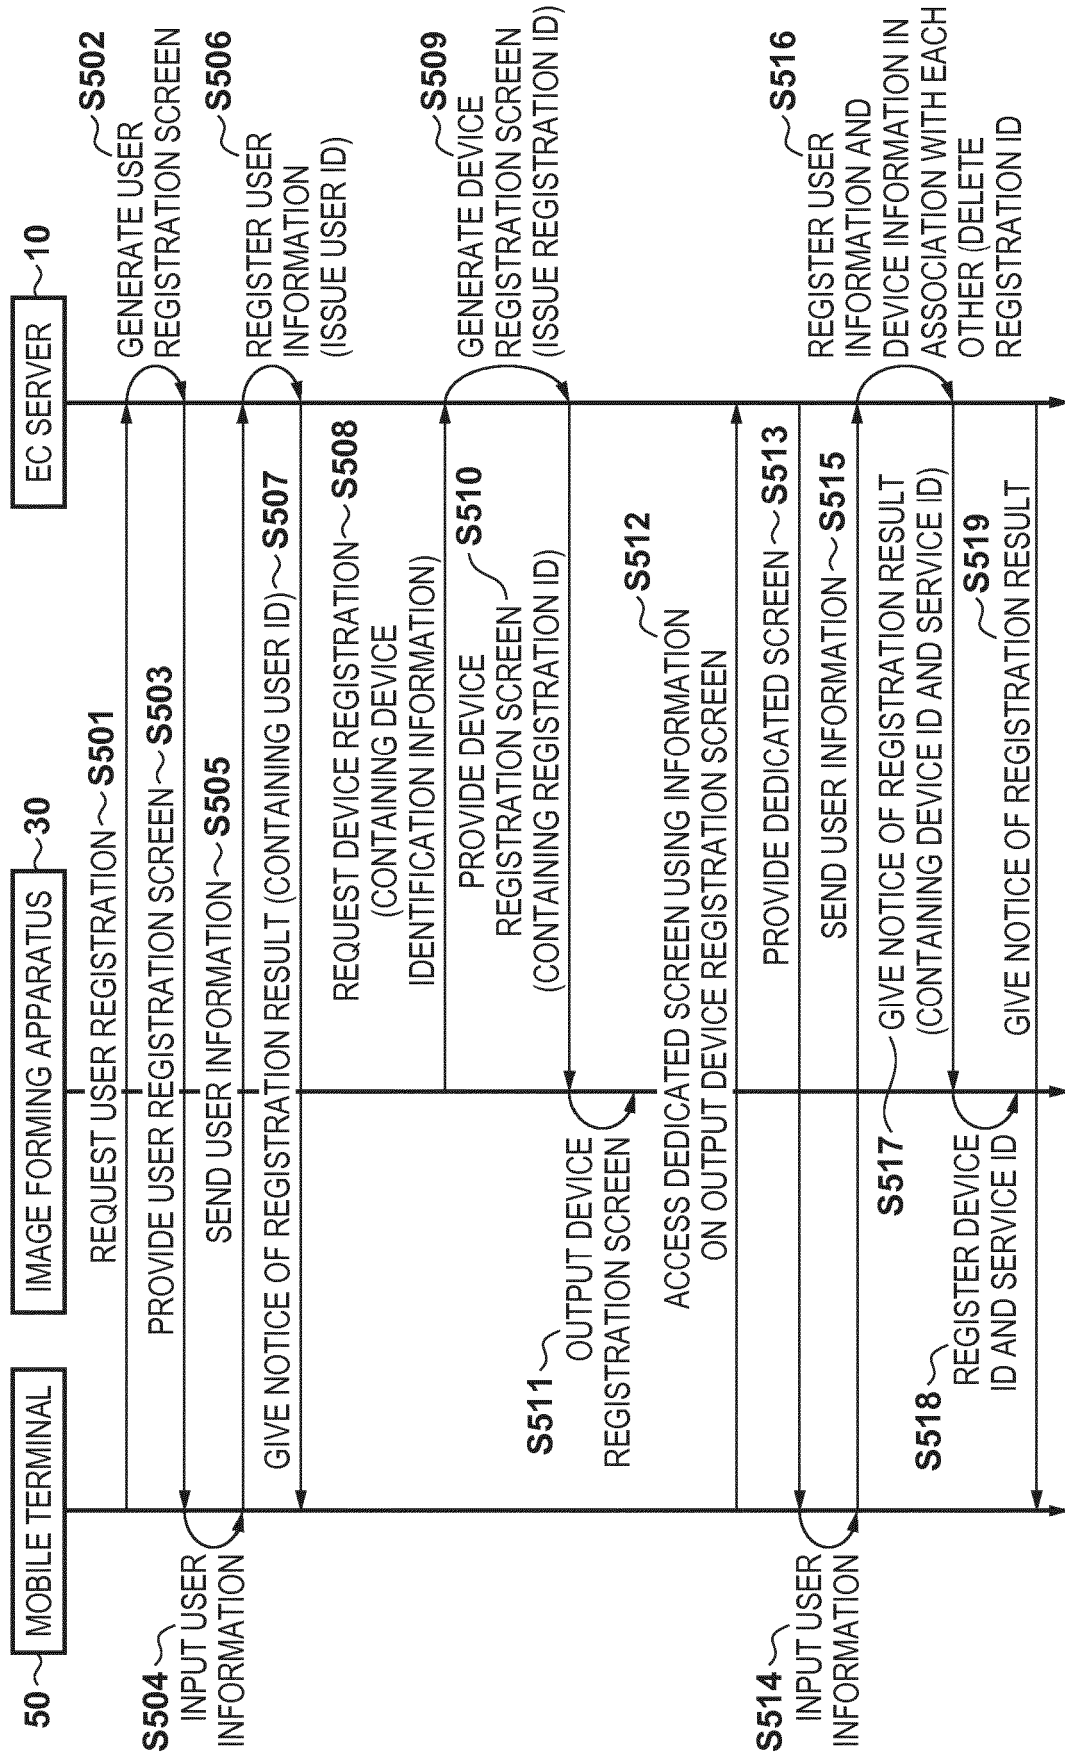 50
MOBILE TERMINAL
IMAGE FORMING APPARATUS
30
EC SERVER
10
REQUEST USER REGISTRATION
S501
S502
GENERATE USER
REGISTRATION SCREEN
PROVIDE USER REGISTRATION SCREEN
S503
S504
INPUT USER
INFORMATION
SEND USER INFORMATION
S505
S506
REGISTER USER
INFORMATION
(ISSUE USER ID)
GIVE NOTICE OF REGISTRATION RESULT (CONTAINING USER ID)
S507
REQUEST DEVICE REGISTRATION
S508
(CONTAINING DEVICE
IDENTIFICATION INFORMATION)
S509
GENERATE DEVICE
REGISTRATION SCREEN
(ISSUE REGISTRATION ID)
S510
PROVIDE DEVICE
REGISTRATION SCREEN
(CONTAINING REGISTRATION ID)
S511
OUTPUT DEVICE
REGISTRATION SCREEN
S512
ACCESS DEDICATED SCREEN USING INFORMATION
ON OUTPUT DEVICE REGISTRATION SCREEN
PROVIDE DEDICATED SCREEN
S513
S514
INPUT USER
INFORMATION
SEND USER INFORMATION
S515
S516
REGISTER USER
INFORMATION AND
DEVICE INFORMATION IN
ASSOCIATION WITH EACH
OTHER (DELETE
REGISTRATION ID
S517
GIVE NOTICE OF REGISTRATION RESULT
(CONTAINING DEVICE ID AND SERVICE ID)
S518
REGISTER DEVICE
ID AND SERVICE ID
S519
GIVE NOTICE OF REGISTRATION RESULT